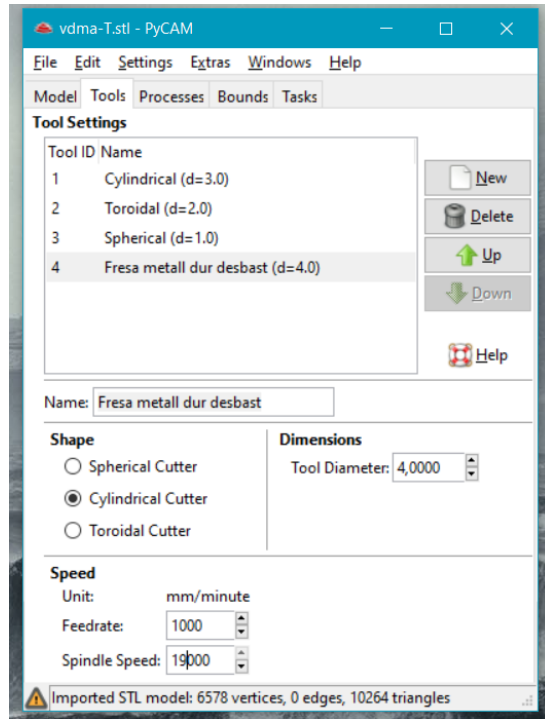 vdma-T.stl - PyCAM
File Edit Settings Extras Windows Help
Model Tools Processes Bounds Tasks
Tool Settings
Tool ID Name
1 Cylindrical (d=3.0)
2 Toroidal (d=2.0)
3 Spherical (d=1.0)
4 Fresa metall dur desbast (d=4.0)
New
Delete
Up
Down
Help
Name: Fresa metall dur desbast
Shape
Spherical Cutter
Cylindrical Cutter
Toroidal Cutter
Dimensions
Tool Diameter: 4,0000
Speed
Unit: mm/minute
Feedrate: 1000
Spindle Speed: 19000
Imported STL model: 6578 vertices, 0 edges, 10264 triangles